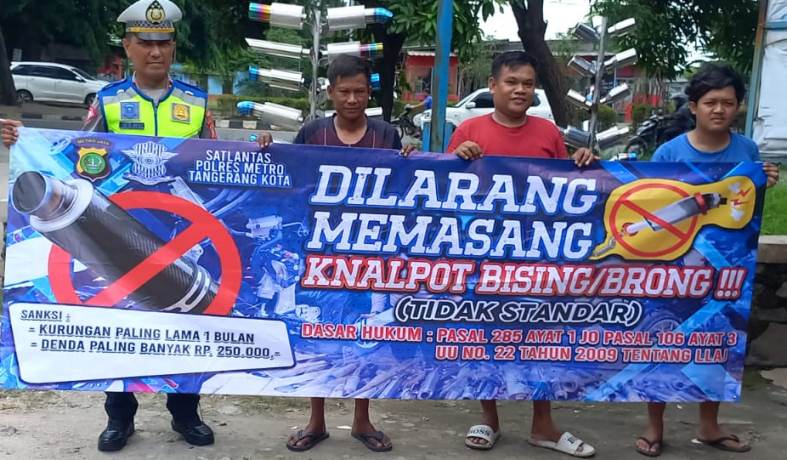 SATLANTAS
POLRES METRO
TANGERANG KOTA
DILARANG
MEMASANG
KNALPOT BISING/BRONG !!!
(TIDAK STANDAR)
DASAR HUKUM : PASAL 285 AYAT 1 JO PASAL 106 AYAT 3
UU NO. 22 TAHUN 2009 TENTANG LLAJ
SANKSI :
= KURUNGAN PALING LAMA 1 BULAN
= DENDA PALING BANYAK RP. 250.000,=